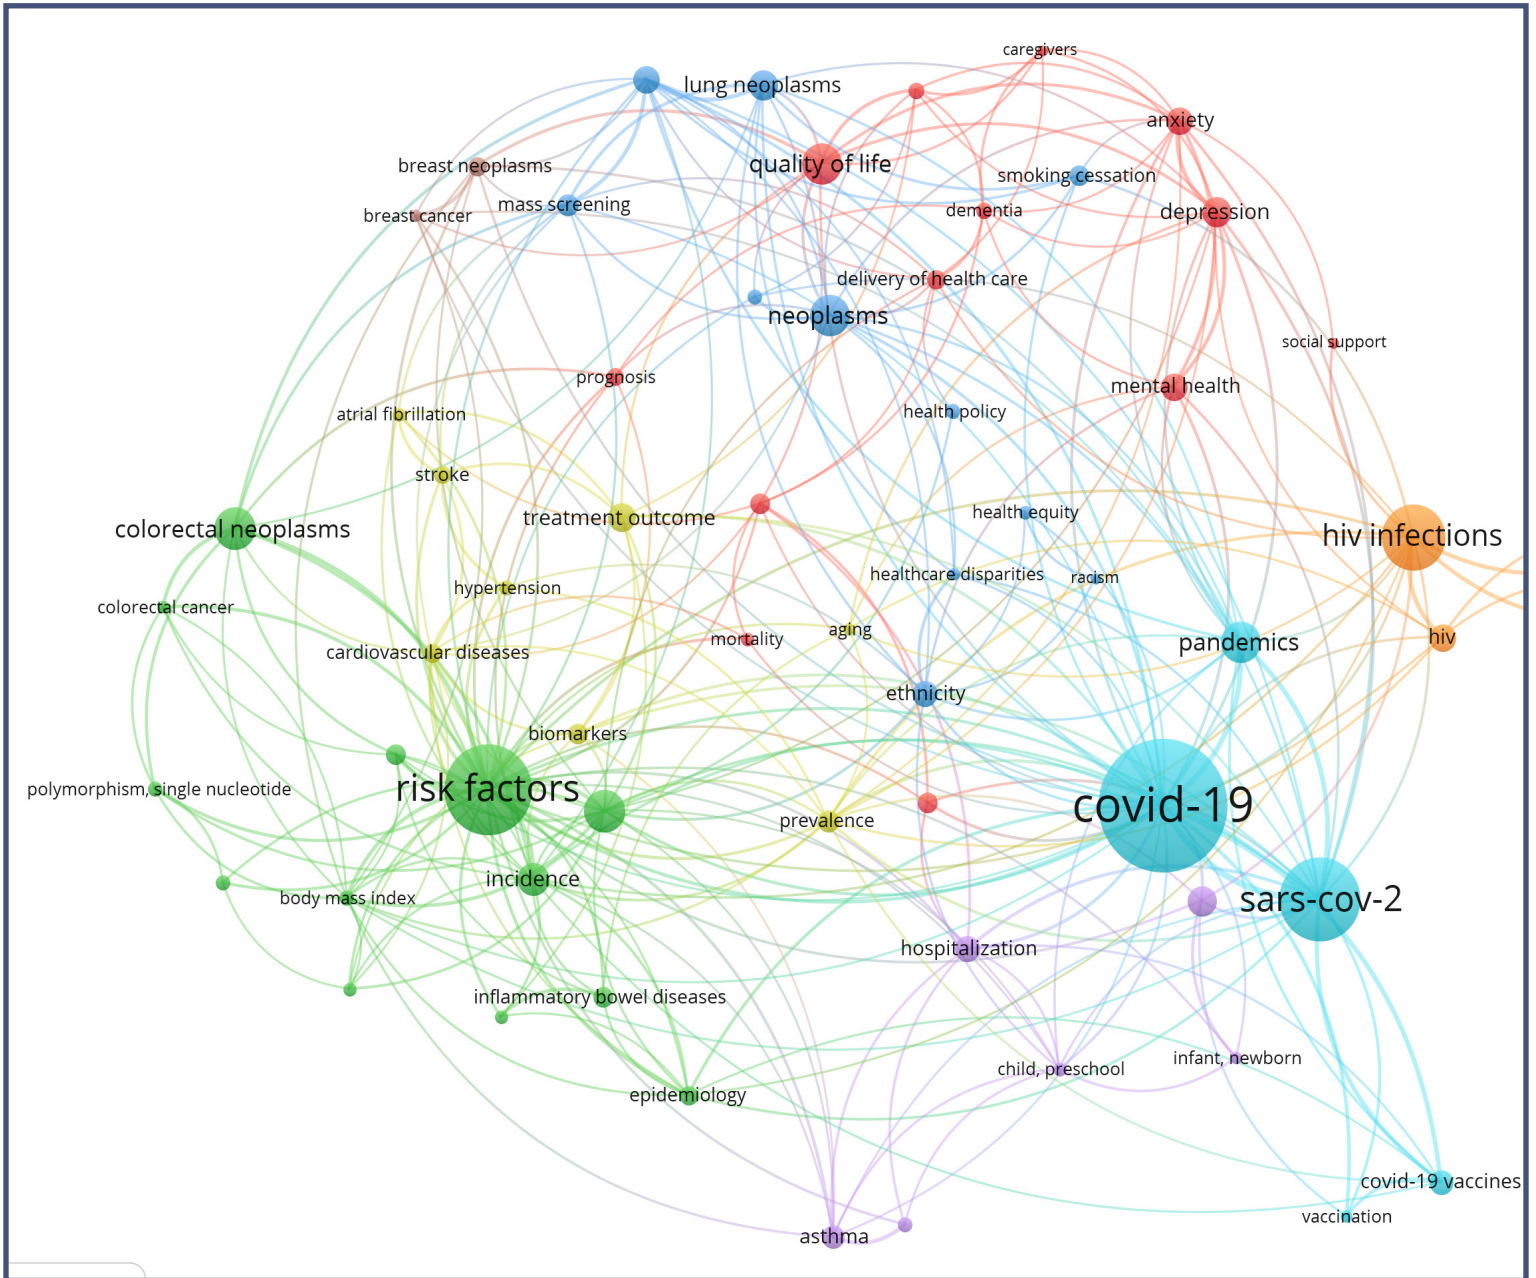 caregivers
lung neoplasms
anxiety
quality of life
breast neoplasms
smoking cessation
mass screening
breast cancer
dementia
depression
delivery of health care
neoplasms
social support
prognosis
mental health
atrial fibrillation
health policy
stroke
treatment outcome
health equity
colorectal neoplasms
hiv infections
healthcare disparities
racism
hypertension
colorectal cancer
aging
mortality
hiv
pandemics
cardiovascular diseases
ethnicity
biomarkers
risk factors
polymorphism, single nucleotide
covid-19
prevalence
incidence
body mass index
sars-cov-2
hospitalization
inflammatory bowel diseases
infant, newborn
child, preschool
epidemiology
covid-19 vaccines
vaccination
asthma